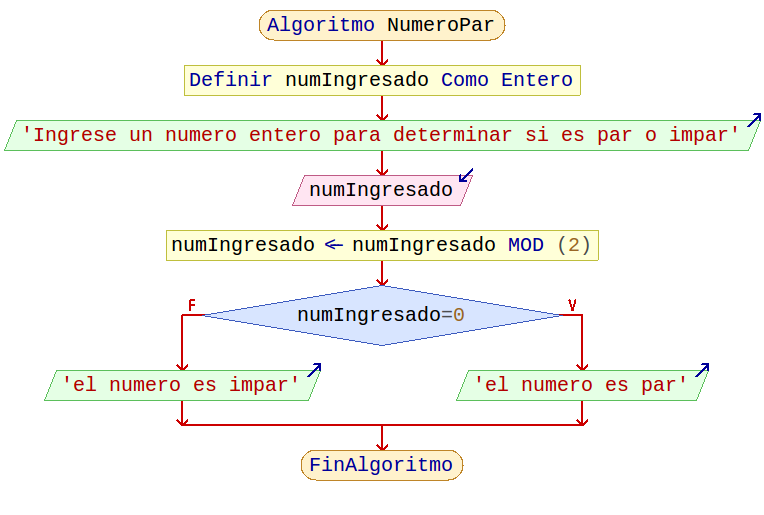 Algoritmo NumeroPar
Definir numIngresado Como Entero
'Ingrese un numero entero para determinar si es par o impar'
numIngresado
numIngresado ← numIngresado MOD (2)
numIngresado=0
F
V
'el numero es impar'
'el numero es par'
FinAlgoritmo